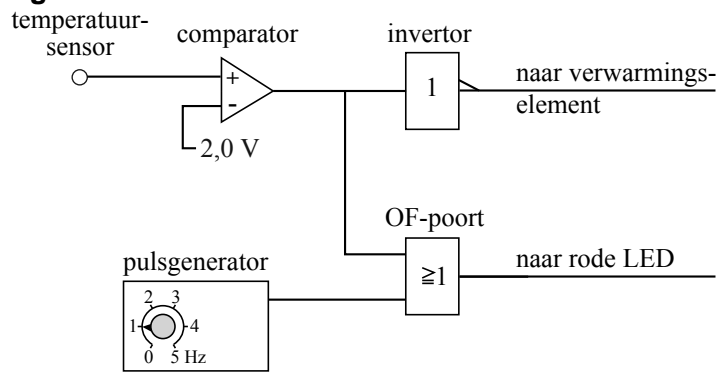 temperatuur-
sensor
comparator
invertor
+
-
2,0 V
1
naar verwarmings-
element
OF-poort
≧1
naar rode LED
pulsgenerator
2 3
1 4
0 5 Hz